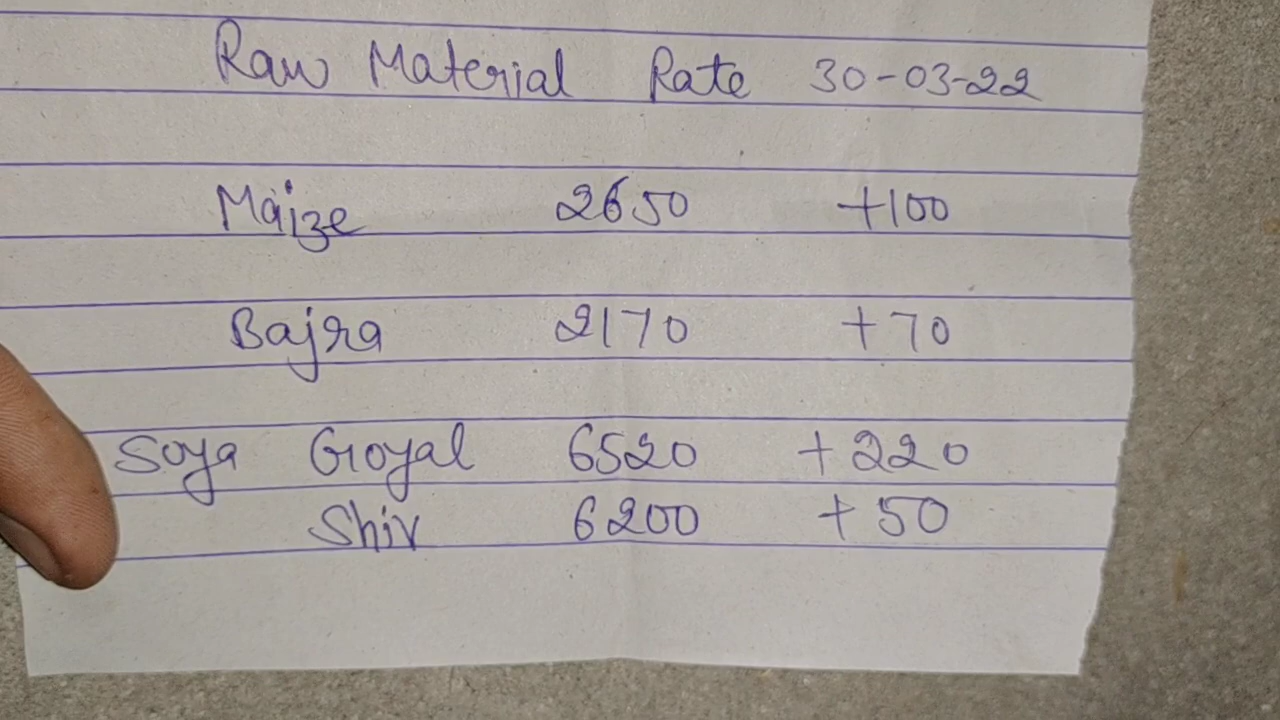 Raw Material Rate 30-03-22
Maize 2650 +100
Bajra 2170 +70
Soya Goyal 6520 +220
Shiv 6200 +50